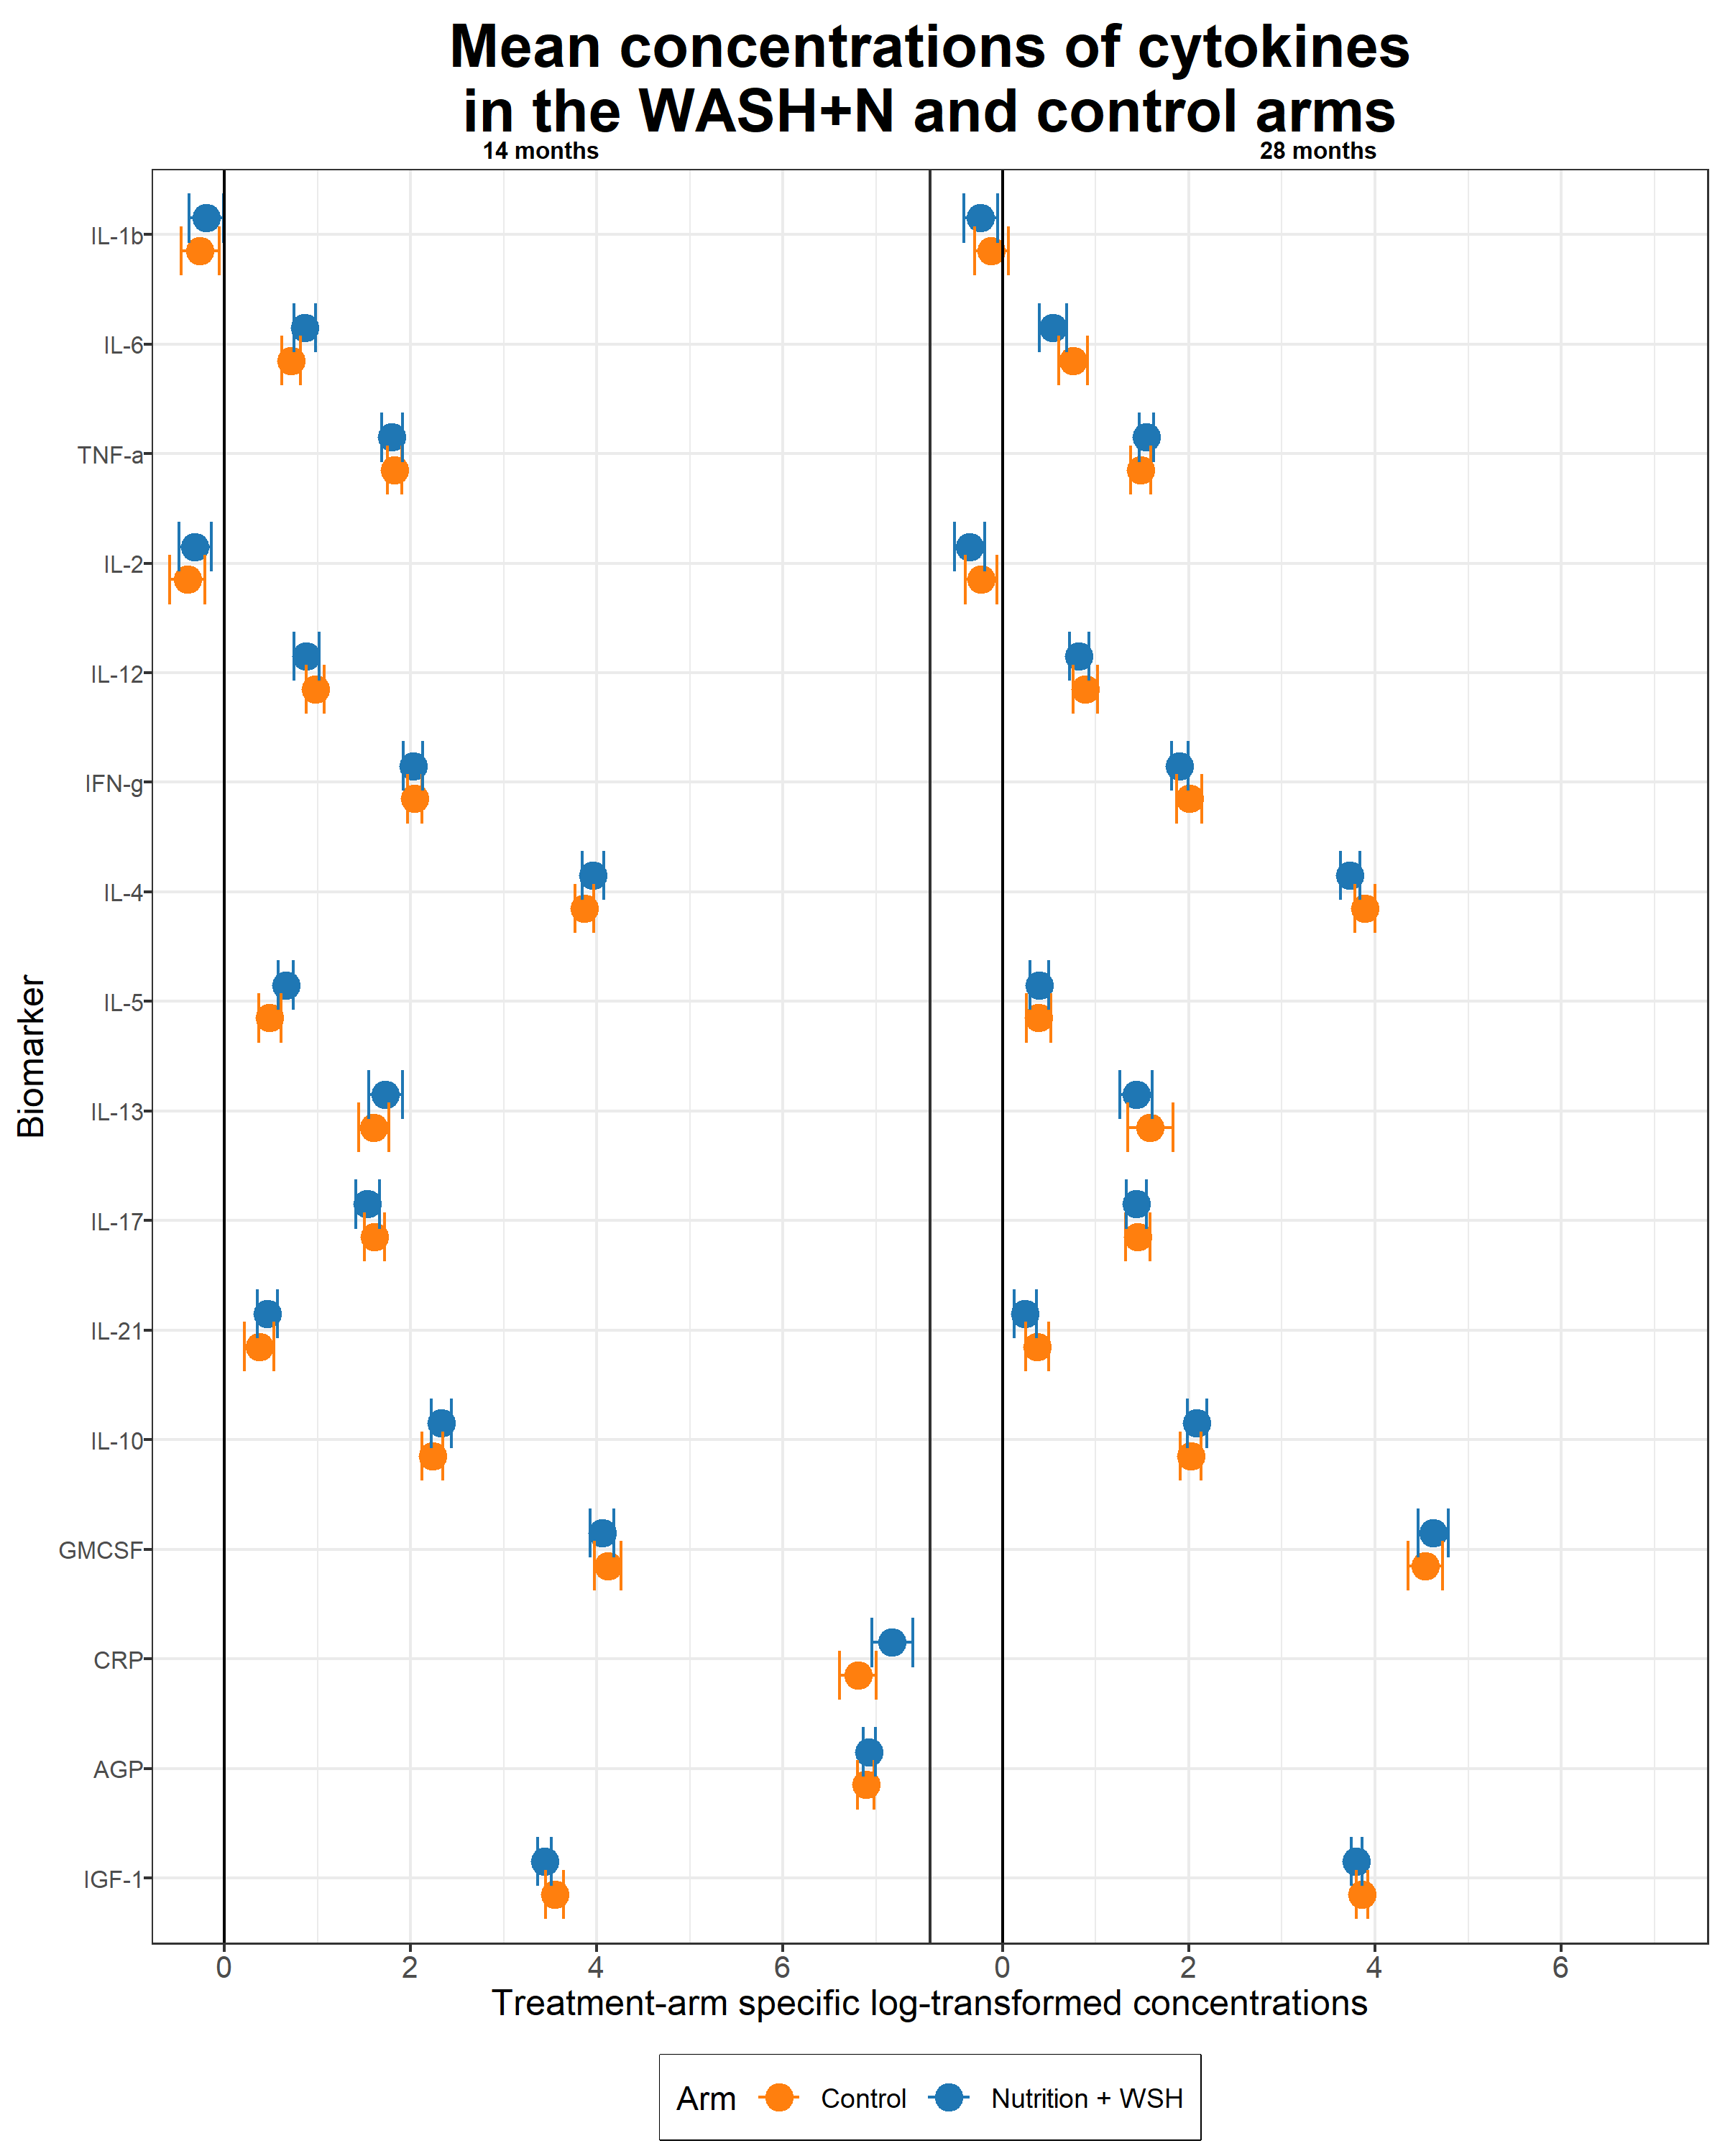 Mean concentrations of cytokines
in the WASH+N and control arms
14 months
28 months
Biomarker
IL-1b
IL-6
TNF-a
IL-2
IL-12
IFN-g
IL-4
IL-5
IL-13
IL-17
IL-21
IL-10
GMCSF
CRP
AGP
IGF-1
0 2 4 6 0 2 4 6
Treatment-arm specific log-transformed concentrations
Arm Control Nutrition + WSH